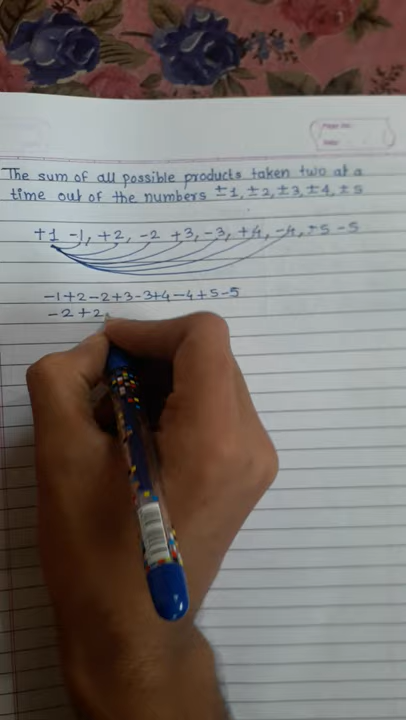 The sum of all possible products taken two at a
time out of the numbers ±1, ±2, ±3, ±4, ±5
+1 -1, +2, -2 +3, -3, +4, -4, +5 -5
-1+2-2+3-3+4-4+5-5
-2+2